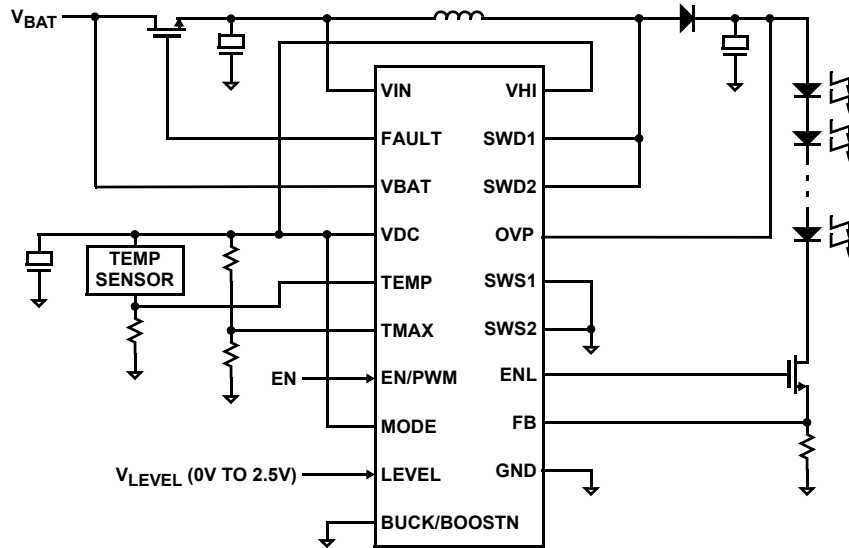 VBAT
VIN
VHI
FAULT
SWD1
VBAT
SWD2
VDC
OVP
TEMP
SENSOR
TEMP
SWS1
TMAX
SWS2
EN
EN/PWM
ENL
MODE
FB
VLEVEL (0V TO 2.5V)
LEVEL
GND
BUCK/BOOSTN